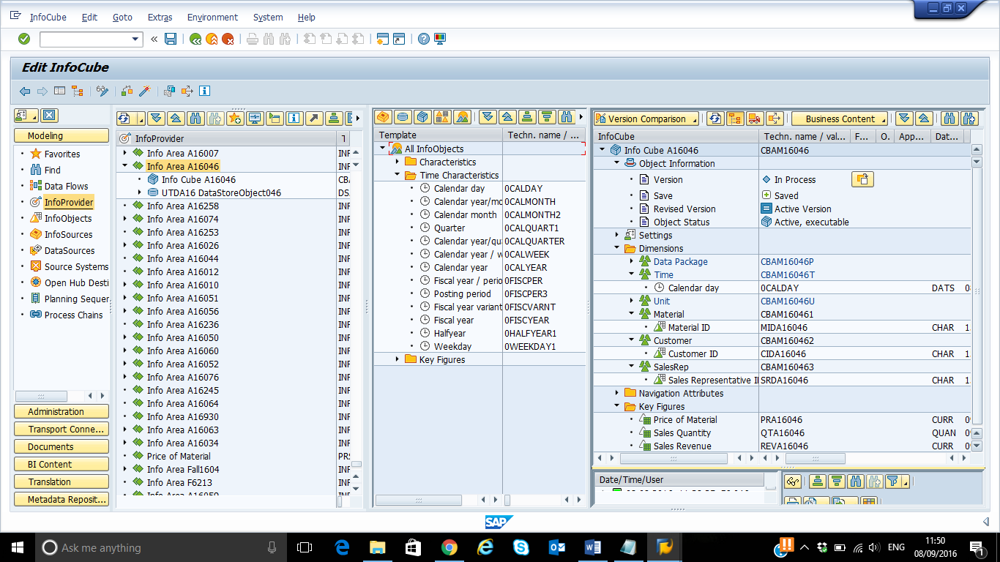 InfoCube Edit Goto Extras Environment System Help
Edit InfoCube
Modeling
Favorites
Find
Data Flows
InfoProvider
InfoObjects
InfoSources
DataSources
Source Systems
Open Hub Desti
Planning Sequer
Process Chains
Administration
Transport Conne...
Documents
BI Content
Translation
Metadata Reposit...
InfoProvider T
Info Area A16007 INF
Info Area A16046 INF
Info Cube A16046 CBA
UTDA16 DataStoreObject046 DS
Info Area A16258 INF
Info Area A16074 INF
Info Area A16253 INF
Info Area A16026 INF
Info Area A16044 INF
Info Area A16012 INF
Info Area A16010 INF
Info Area A16051 INF
Info Area A16056 INF
Info Area A16236 INF
Info Area A16050 INF
Info Area A16060 INF
Info Area A16052 INF
Info Area A16076 INF
Info Area A16245 INF
Info Area A16064 INF
Info Area A16930 INF
Info Area A16063 INF
Info Area A16034 INF
Price of Material PR
Info Area Fall1604 INF
Info Area F6213 INF
Template Techn. name / ...
All InfoObjects
Characteristics
Time Characteristics
Calendar day 0CALDAY
Calendar year/mo 0CALMONTH
Calendar month 0CALMONTH2
Quarter 0CALQUART1
Calendar year/qua 0CALQUARTER
Calendar year / w 0CALWEEK
Calendar year 0CALYEAR
Fiscal year / perio 0FISCPER
Posting period 0FISCPER3
Fiscal year variant 0FISCVARNT
Fiscal year 0FISCYEAR
Halfyear 0HALFYEAR1
Weekday 0WEEKDAY1
Key Figures
Version Comparison Business Content
InfoCube Techn. name / val... F... O. App... Dat...
Info Cube A16046 CBAM16046
Object Information
Version In Process
Save Saved
Revised Version Active Version
Object Status Active, executable
Settings
Dimensions
Data Package CBAM16046P
Time CBAM16046T
Calendar day 0CALDAY DATS 0
Unit CBAM16046U
Material CBAM160461
Material ID MIDA16046 CHAR 1
Customer CBAM160462
Customer ID CIDA16046 CHAR 1
SalesRep CBAM160463
Sales Representative I SRDA16046 CHAR 1
Navigation Attributes
Key Figures
Price of Material PRA16046 CURR 0
Sales Quantity QTA16046 QUAN 0
Sales Revenue REVA16046 CURR 0
Date/Time/User
SAP
Ask me anything
ENG
11:50
08/09/2016